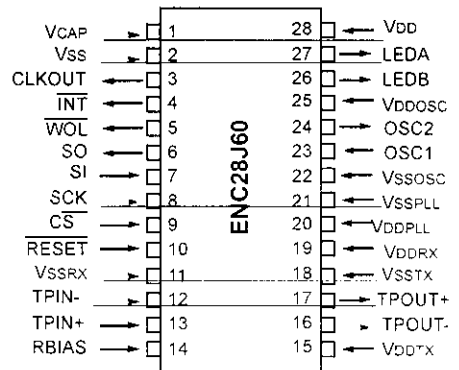 VCAP 1 28 VDD
VSS 2 27 LEDA
CLKOUT 3 26 LEDB
INT 4 25 VDDOSC
WOL 5 24 OSC2
SO 6 23 OSC1
SI 7 22 VSSOSC
SCK 8 21 VSSPLL
CS 9 20 VDDPLL
RESET 10 19 VDDRX
VSSRX 11 18 VSSTX
TPIN- 12 17 TPOUT+
TPIN+ 13 16 TPOUT-
RBIAS 14 15 VDDTX
ENC28J60